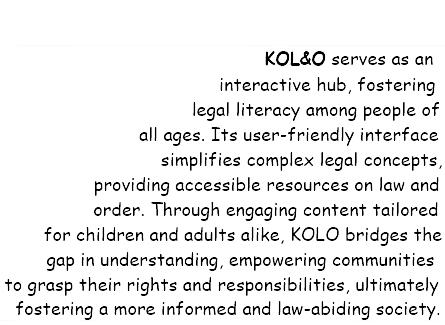 KOL&O serves as an
interactive hub, fostering
legal literacy among people of
all ages. Its user-friendly interface
simplifies complex legal concepts,
providing accessible resources on law and
order. Through engaging content tailored
for children and adults alike, KOLO bridges the
gap in understanding, empowering communities
to grasp their rights and responsibilities, ultimately
fostering a more informed and law-abiding society.